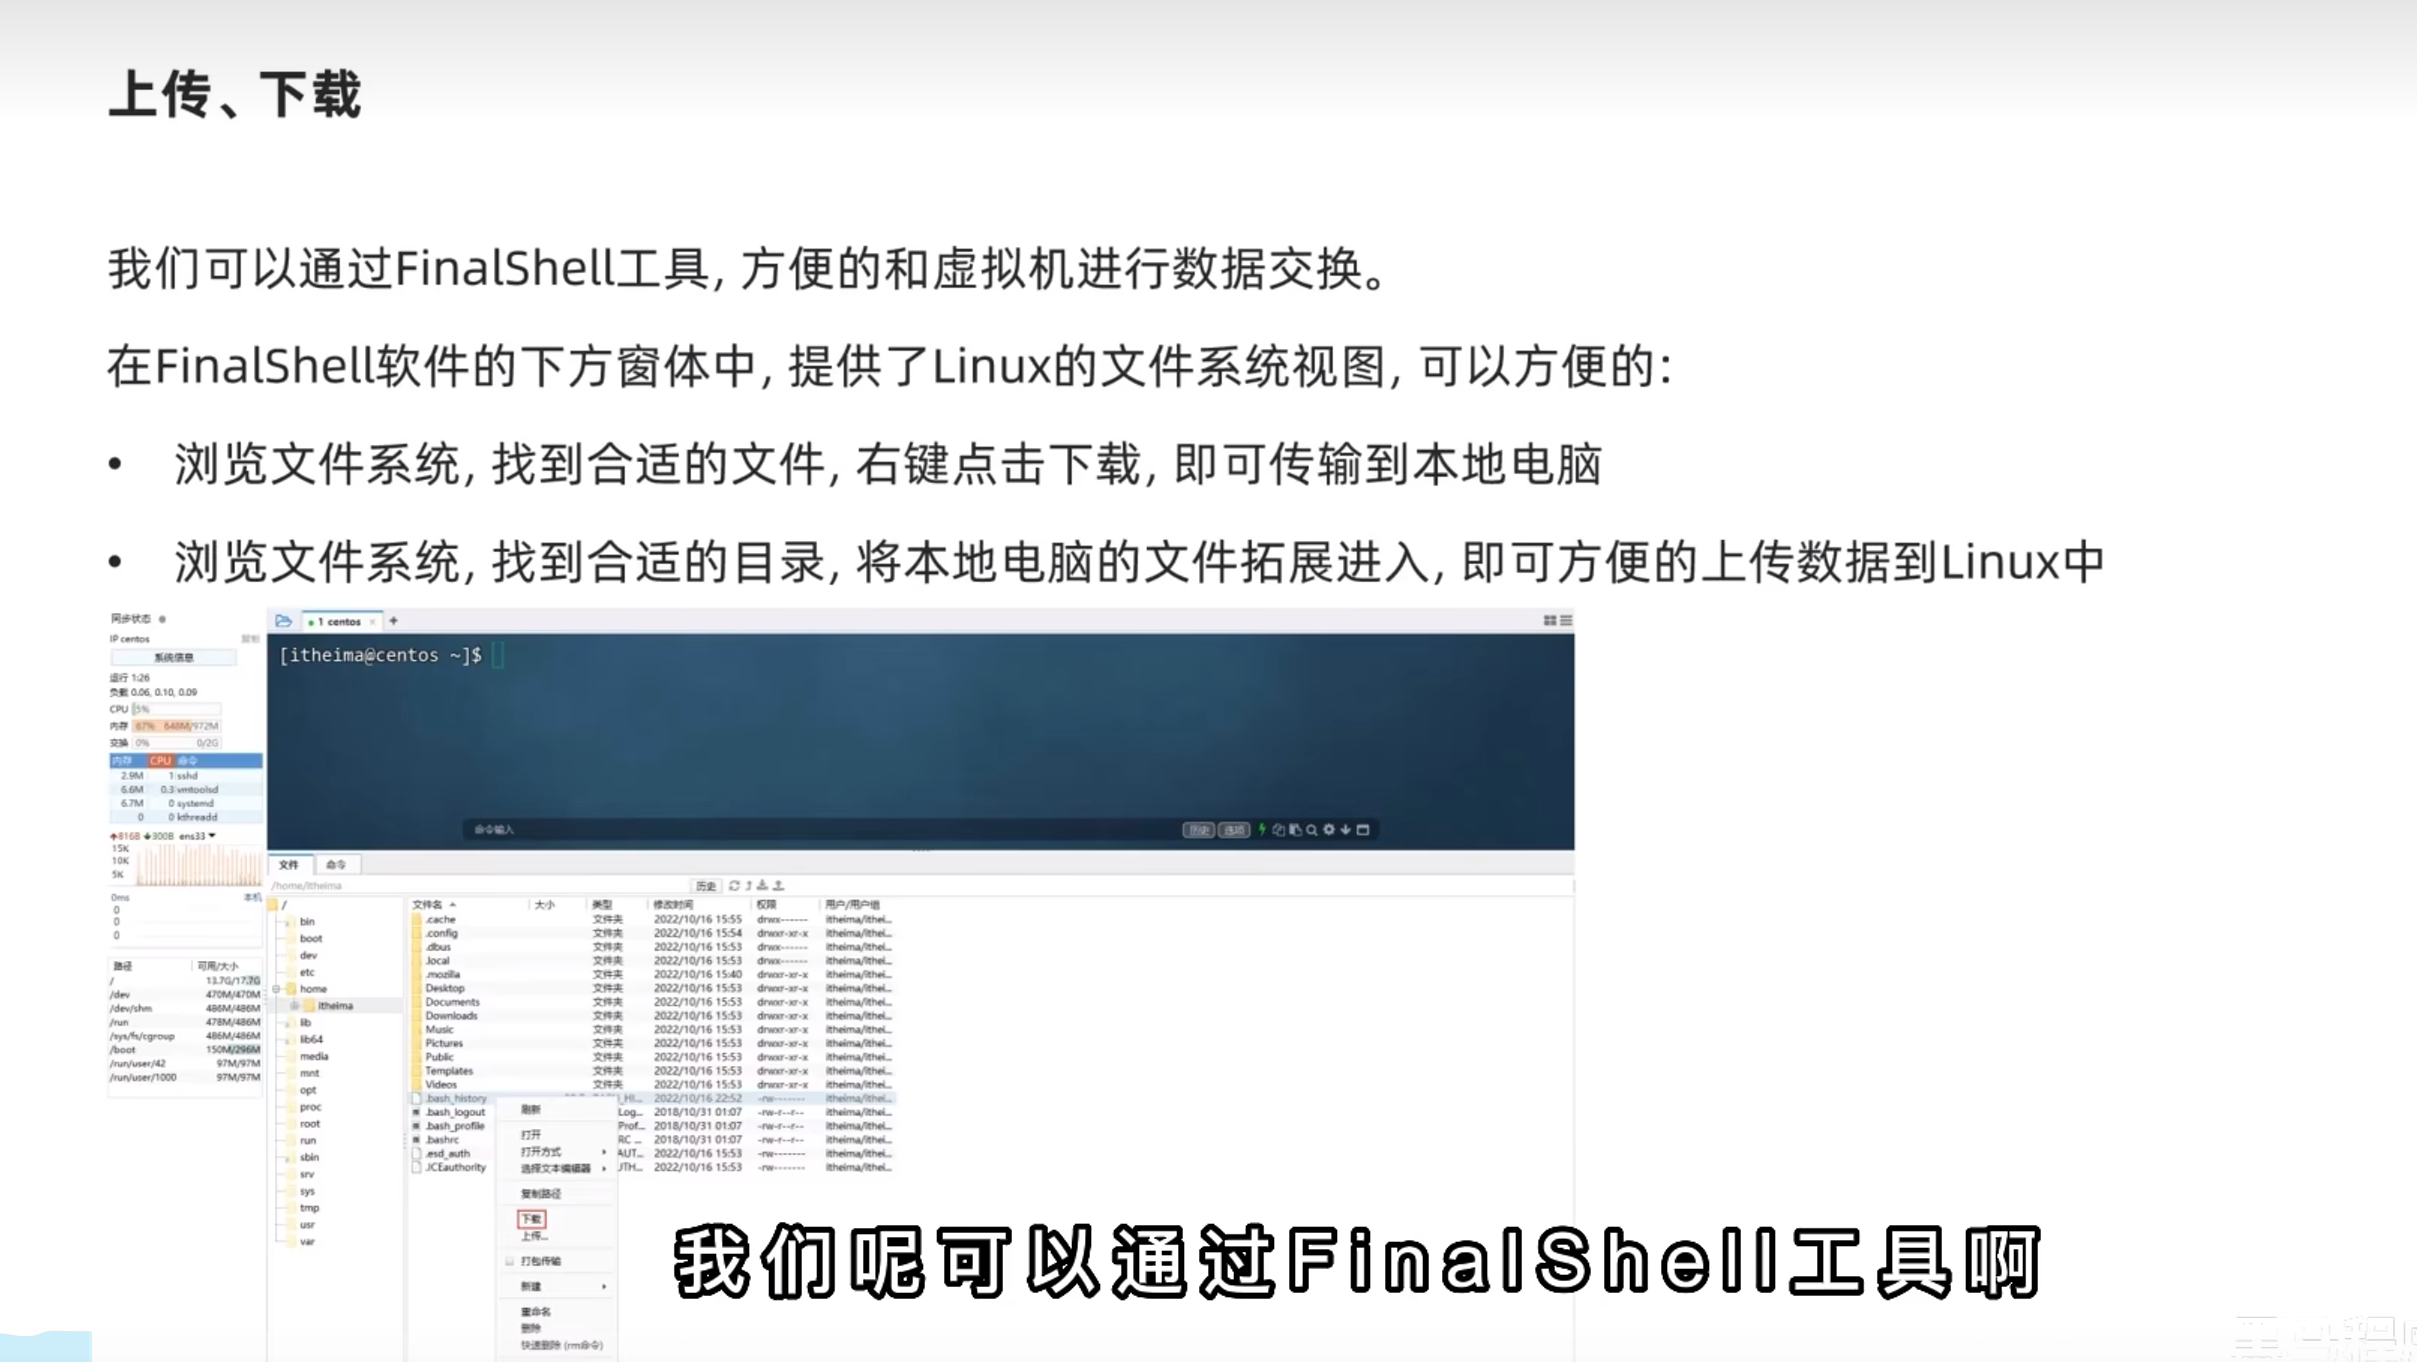 上传、下载
我们可以通过FinalShell工具, 方便的和虚拟机进行数据交换。
在FinalShell软件的下方窗体中, 提供了Linux的文件系统视图, 可以方便的:
• 浏览文件系统, 找到合适的文件, 右键点击下载, 即可传输到本地电脑
• 浏览文件系统, 找到合适的目录, 将本地电脑的文件拓展进入, 即可方便的上传数据到Linux中
同步状态
IP centos
系统信息
运行 1:26
负载 0.06, 0.10, 0.09
CPU 5%
内存 67% 648M/972M
交换 0% 0/2G
内存 CPU 命令
2.9M 1 sshd
6.6M 0.3 vmtoolsd
6.7M 0 systemd
0 0 kthreadd
816B 300B ens33
15K
10K
5K
0ms 本机
0
0
0
路径 可用/大小
/ 13.7G/17.7G
/dev 470M/470M
/dev/shm 486M/486M
/run 478M/486M
/sys/fs/cgroup 486M/486M
/boot 150M/296M
/run/user/42 97M/97M
/run/user/1000 97M/97M
1 centos × +
[itheima@centos ~]$
命令输入 历史 选项
文件 命令
/home/itheima 历史
/
bin
boot
dev
etc
home
itheima
lib
lib64
media
mnt
opt
proc
root
run
sbin
srv
sys
tmp
usr
var
文件名 大小 类型 修改时间 权限 用户/用户组
.cache 文件夹 2022/10/16 15:55 drwx------ itheima/ithei...
.config 文件夹 2022/10/16 15:54 drwxr-xr-x itheima/ithei...
.dbus 文件夹 2022/10/16 15:53 drwx------ itheima/ithei...
.local 文件夹 2022/10/16 15:53 drwx------ itheima/ithei...
.mozilla 文件夹 2022/10/16 15:40 drwxr-xr-x itheima/ithei...
Desktop 文件夹 2022/10/16 15:53 drwxr-xr-x itheima/ithei...
Documents 文件夹 2022/10/16 15:53 drwxr-xr-x itheima/ithei...
Downloads 文件夹 2022/10/16 15:53 drwxr-xr-x itheima/ithei...
Music 文件夹 2022/10/16 15:53 drwxr-xr-x itheima/ithei...
Pictures 文件夹 2022/10/16 15:53 drwxr-xr-x itheima/ithei...
Public 文件夹 2022/10/16 15:53 drwxr-xr-x itheima/ithei...
Templates 文件夹 2022/10/16 15:53 drwxr-xr-x itheima/ithei...
Videos 文件夹 2022/10/16 15:53 drwxr-xr-x itheima/ithei...
.bash_history 2022/10/16 22:52 -rw------- itheima/ithei...
.bash_logout Log... 2018/10/31 01:07 -rw-r--r-- itheima/ithei...
.bash_profile Prof... 2018/10/31 01:07 -rw-r--r-- itheima/ithei...
.bashrc RC ... 2018/10/31 01:07 -rw-r--r-- itheima/ithei...
.esd_auth AUT... 2022/10/16 15:53 -rw------- itheima/ithei...
.ICEauthority UTH... 2022/10/16 15:53 -rw------- itheima/ithei...
刷新
打开
打开方式
选择文本编辑器
复制路径
下载
上传...
打包传输
新建
重命名
删除
快速删除 (rm命令)
我们呢可以通过FinalShell工具啊